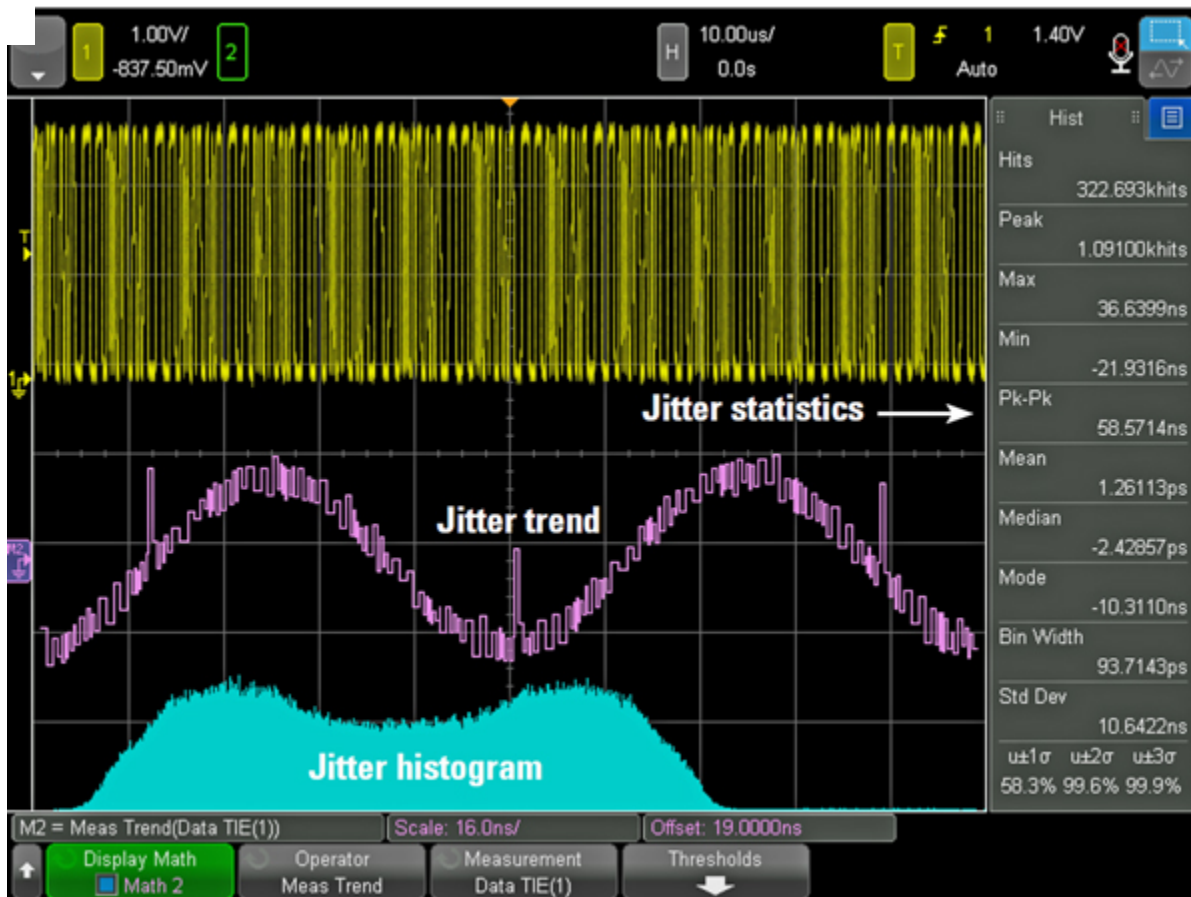 1 1.00V/ 2 H 10.00us/ T 1 1.40V
-837.50mV 0.0s Auto
Hist
Hits
322.693khits
Peak
1.09100khits
Max
36.6399ns
Min
-21.9316ns
Pk-Pk
58.5714ns
Mean
1.26113ps
Median
-2.42857ps
Mode
-10.3110ns
Bin Width
93.7143ps
Std Dev
10.6422ns
u±1σ u±2σ u±3σ
58.3% 99.6% 99.9%
T
1
Jitter statistics
Jitter trend
M2
Jitter histogram
M2 = Meas Trend(Data TIE(1)) Scale: 16.0ns/ Offset: 19.0000ns
Display Math Operator Measurement Thresholds
Math 2 Meas Trend Data TIE(1)